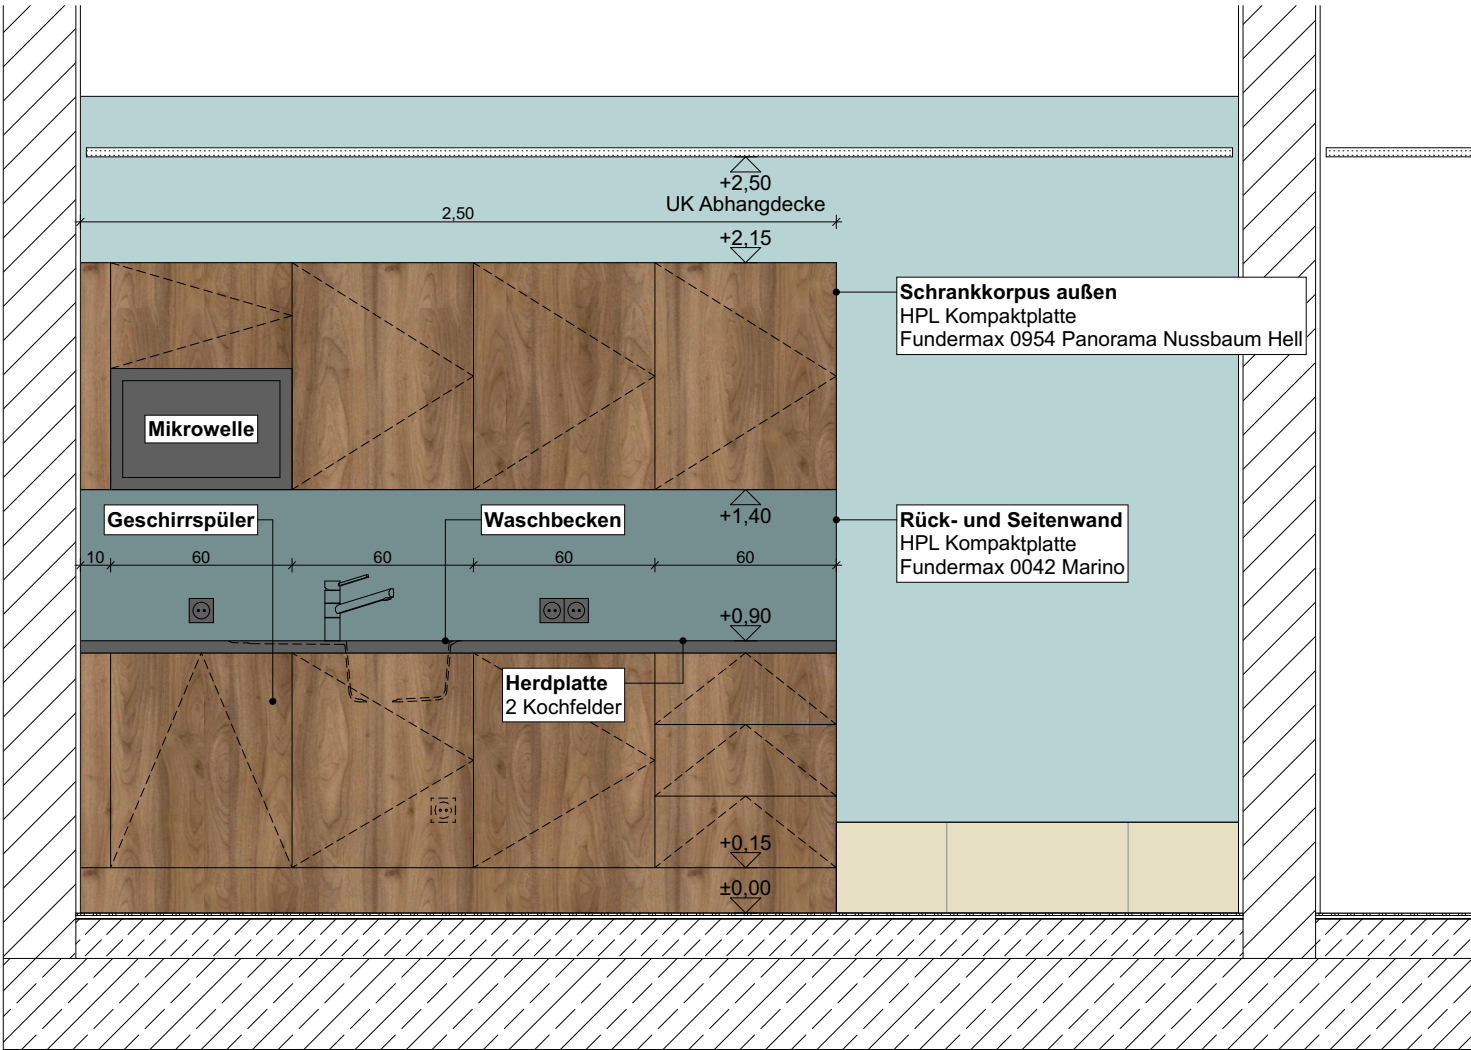 +2,50
UK Abhangdecke
2,50
+2,15
Schrankkorpus außen
HPL Kompaktplatte
Fundermax 0954 Panorama Nussbaum Hell
Mikrowelle
Geschirrspüler
Waschbecken
+1,40
Rück- und Seitenwand
HPL Kompaktplatte
Fundermax 0042 Marino
10
60
60
60
60
+0,90
Herdplatte
2 Kochfelder
+0,15
±0,00